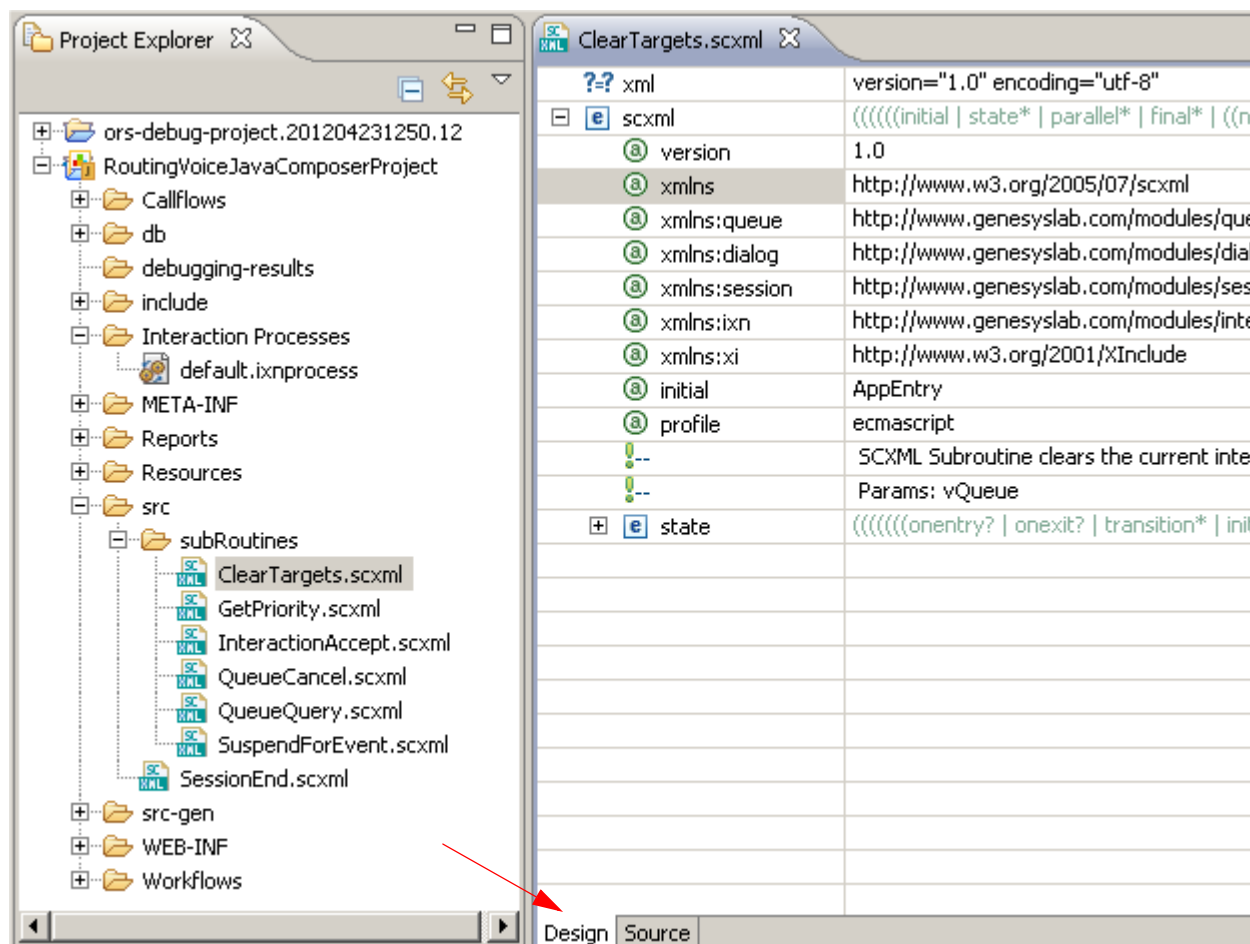 Project Explorer
ors-debug-project.201204231250.12
RoutingVoiceJavaComposerProject
Callflows
db
debugging-results
include
Interaction Processes
default.ixnprocess
META-INF
Reports
Resources
src
subRoutines
ClearTargets.scxml
GetPriority.scxml
InteractionAccept.scxml
QueueCancel.scxml
QueueQuery.scxml
SuspendForEvent.scxml
SessionEnd.scxml
src-gen
WEB-INF
Workflows
ClearTargets.scxml
?=? xml version="1.0" encoding="utf-8"
e scxml ((((((initial | state* | parallel* | final* | ((n
a version 1.0
a xmlns http://www.w3.org/2005/07/scxml
a xmlns:queue http://www.genesyslab.com/modules/que
a xmlns:dialog http://www.genesyslab.com/modules/dial
a xmlns:session http://www.genesyslab.com/modules/ses
a xmlns:ixn http://www.genesyslab.com/modules/inte
a xmlns:xi http://www.w3.org/2001/XInclude
a initial AppEntry
a profile ecmascript
!-- SCXML Subroutine clears the current inte
!-- Params: vQueue
e state (((((((onentry? | onexit? | transition* | init
Design Source